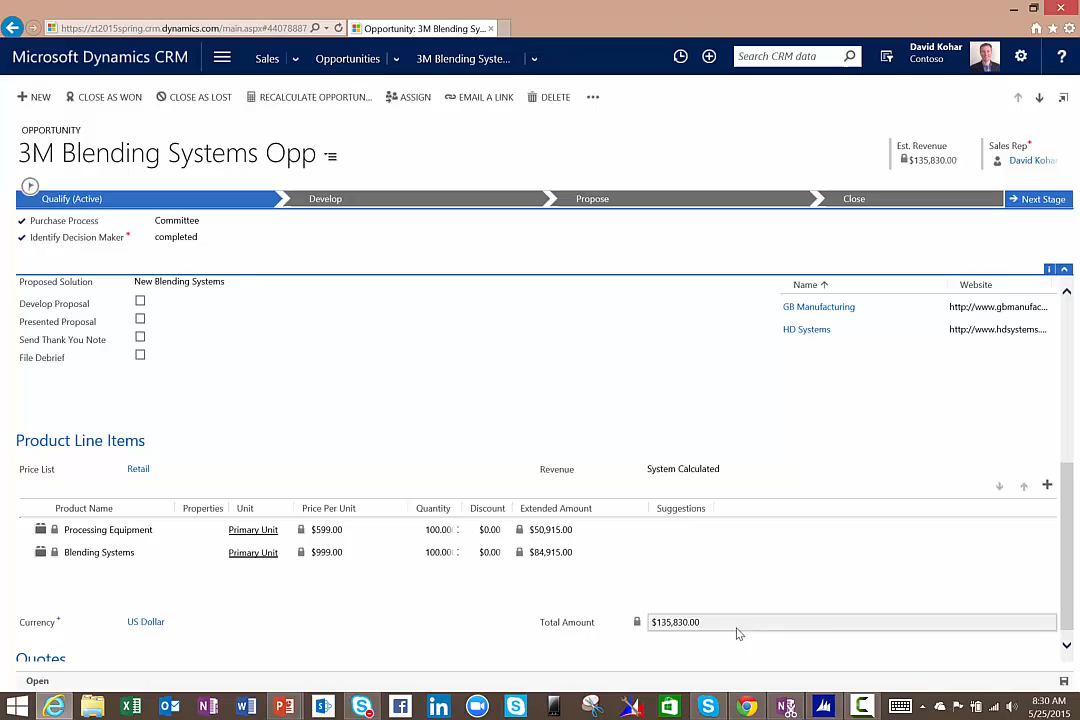 https://zt2015spring.crm.dynamics.com/main.aspx#44078887
Opportunity: 3M Blending Sy...
Microsoft Dynamics CRM
Sales
Opportunities
3M Blending Syste...
Search CRM data
David Kohar
Contoso
?
NEW
CLOSE AS WON
CLOSE AS LOST
RECALCULATE OPPORTUN...
ASSIGN
EMAIL A LINK
DELETE
OPPORTUNITY
3M Blending Systems Opp
Est. Revenue
$135,830.00
Sales Rep*
David Kohar
Qualify (Active)
Develop
Propose
Close
Next Stage
Purchase Process
Committee
Identify Decision Maker*
completed
Proposed Solution
New Blending Systems
Develop Proposal
Presented Proposal
Send Thank You Note
File Debrief
Name
Website
GB Manufacturing
http://www.gbmanufac...
HD Systems
http://www.hdsystems....
Product Line Items
Price List
Retail
Revenue
System Calculated
Product Name
Properties
Unit
Price Per Unit
Quantity
Discount
Extended Amount
Suggestions
Processing Equipment
Primary Unit
$599.00
100.00
$0.00
$50,915.00
Blending Systems
Primary Unit
$999.00
100.00
$0.00
$84,915.00
Currency*
US Dollar
Total Amount
$135,830.00
Quotes
Open
8:30 AM
5/25/2015